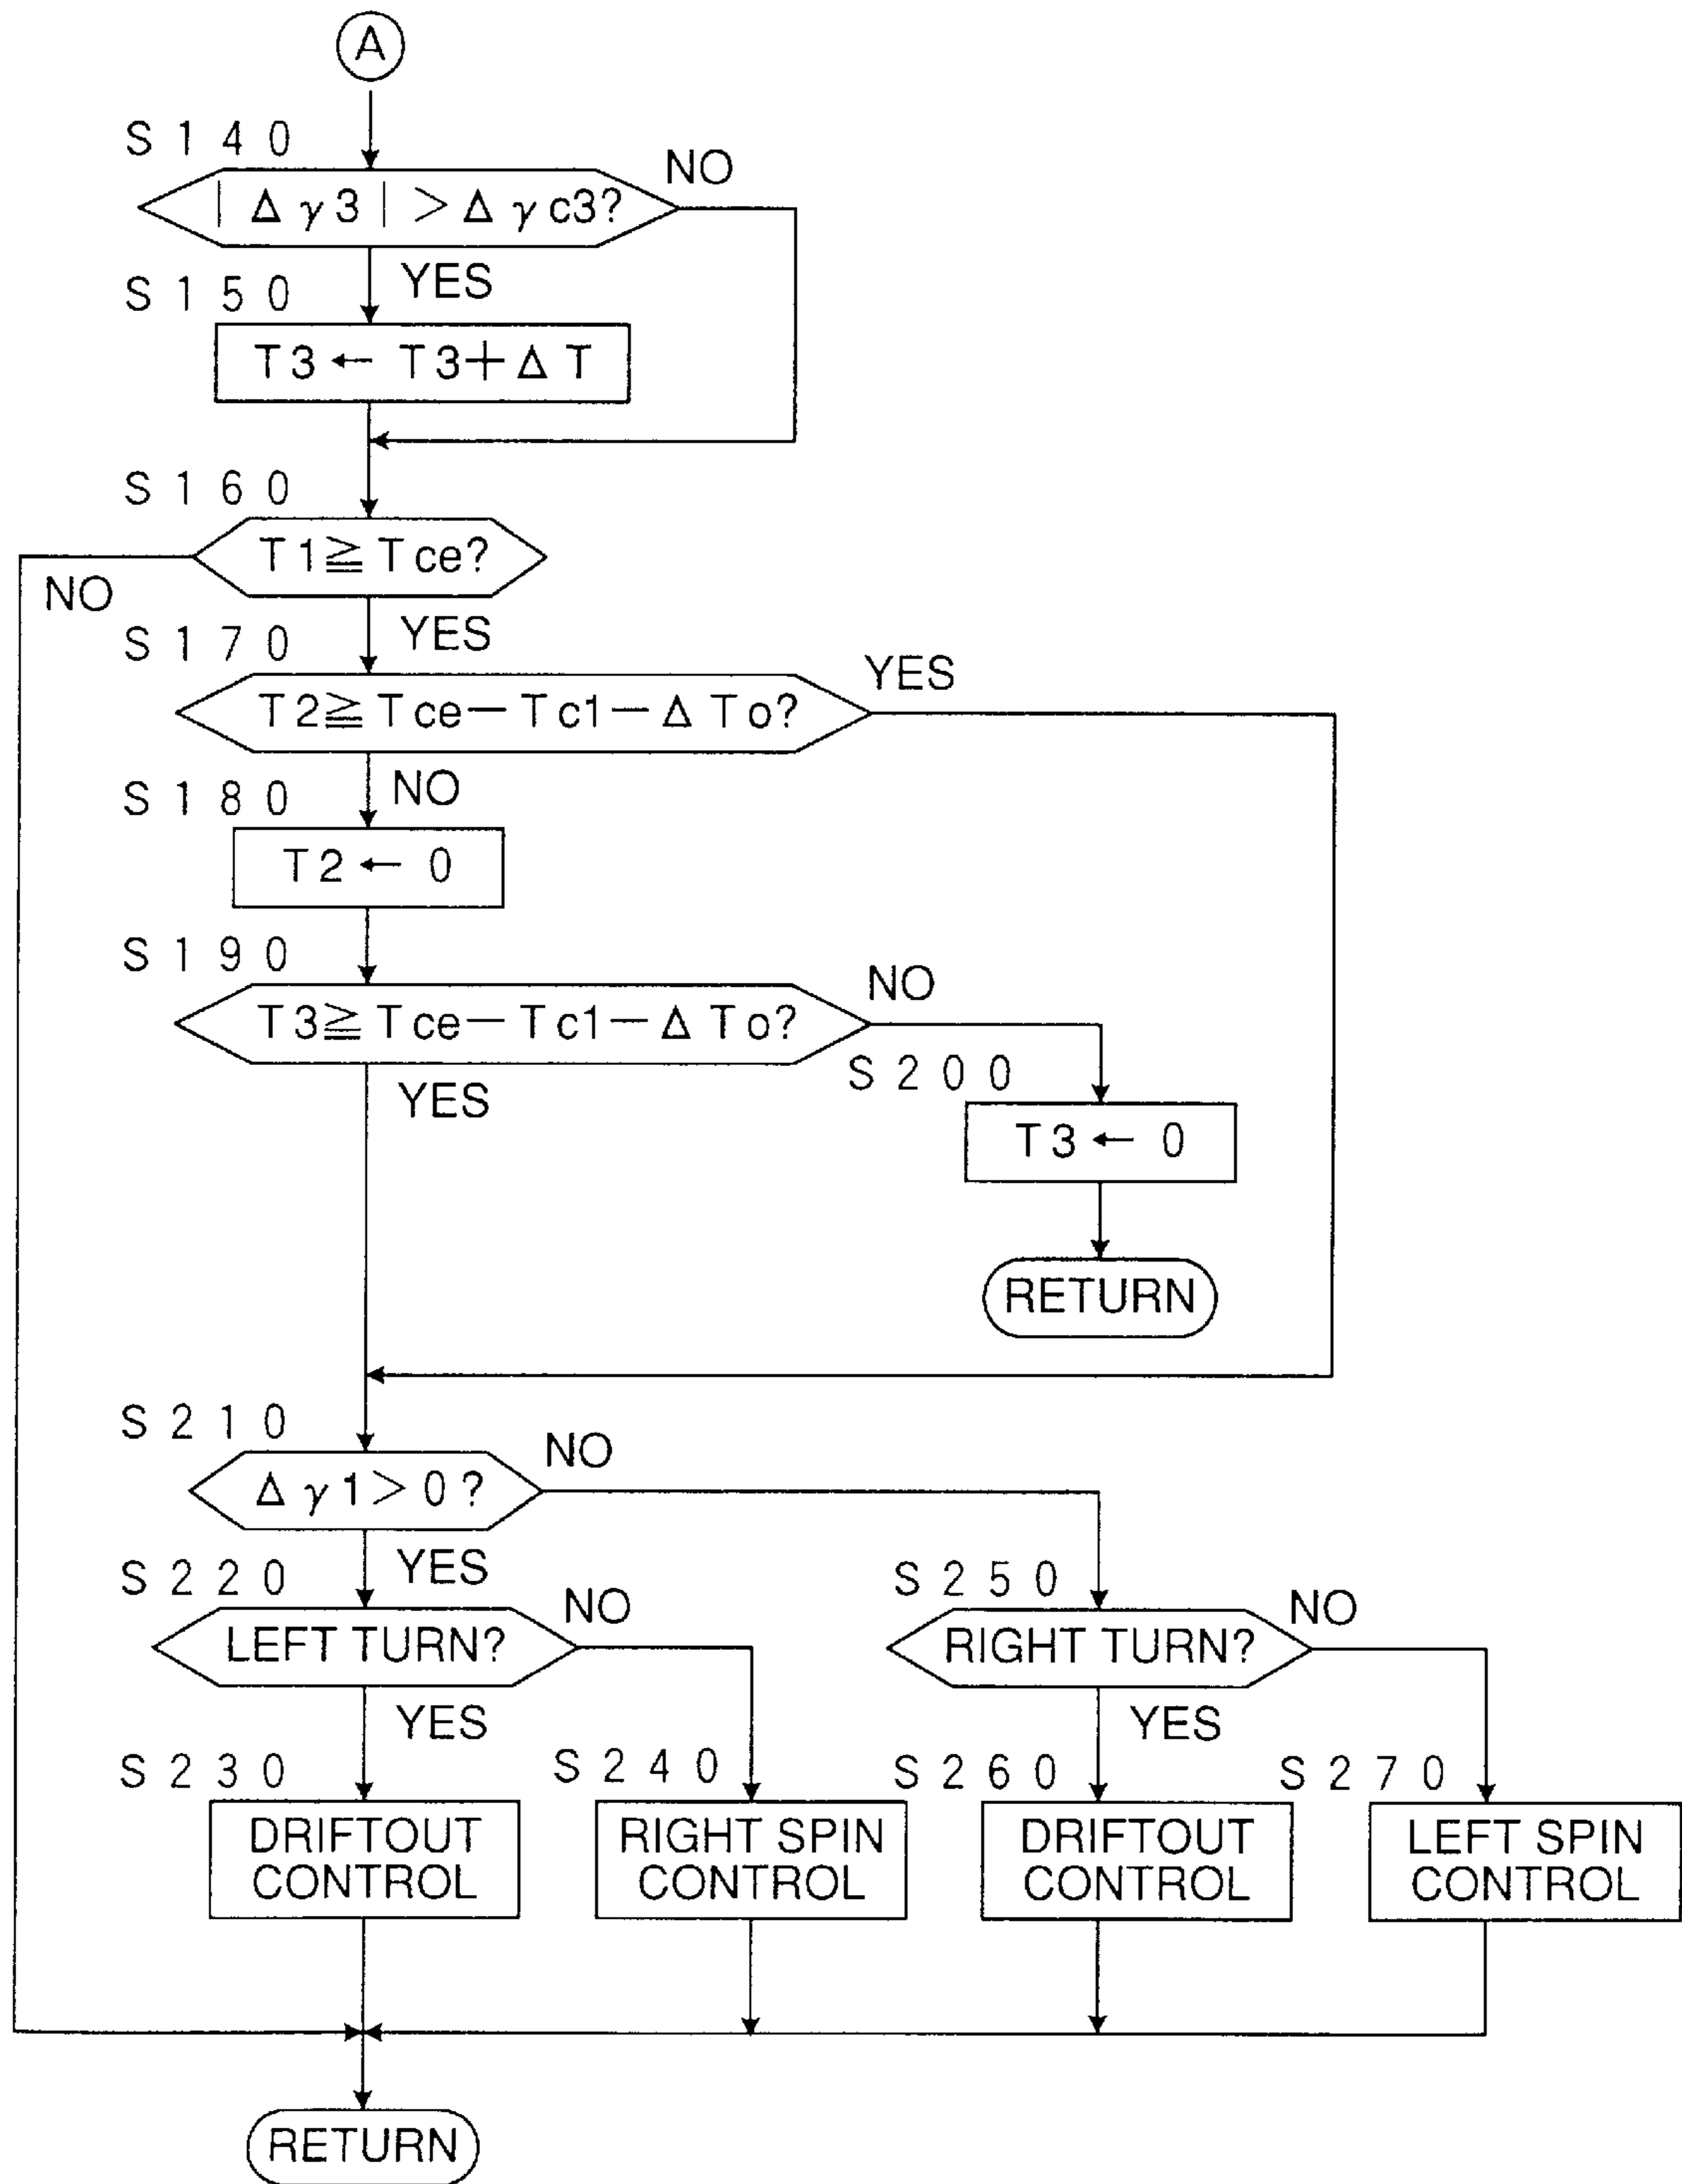 A
S140
| Δγ3 | > Δγc3?
NO
YES
S150
T3 ← T3+ΔT
S160
T1≧Tce?
NO
YES
S170
T2≧Tce−Tc1−ΔTo?
YES
NO
S180
T2 ← 0
S190
T3≧Tce−Tc1−ΔTo?
NO
YES
S200
T3 ← 0
RETURN
S210
Δγ1>0?
NO
YES
S220
LEFT TURN?
NO
YES
S250
RIGHT TURN?
NO
YES
S230
DRIFTOUT
CONTROL
S240
RIGHT SPIN
CONTROL
S260
DRIFTOUT
CONTROL
S270
LEFT SPIN
CONTROL
RETURN